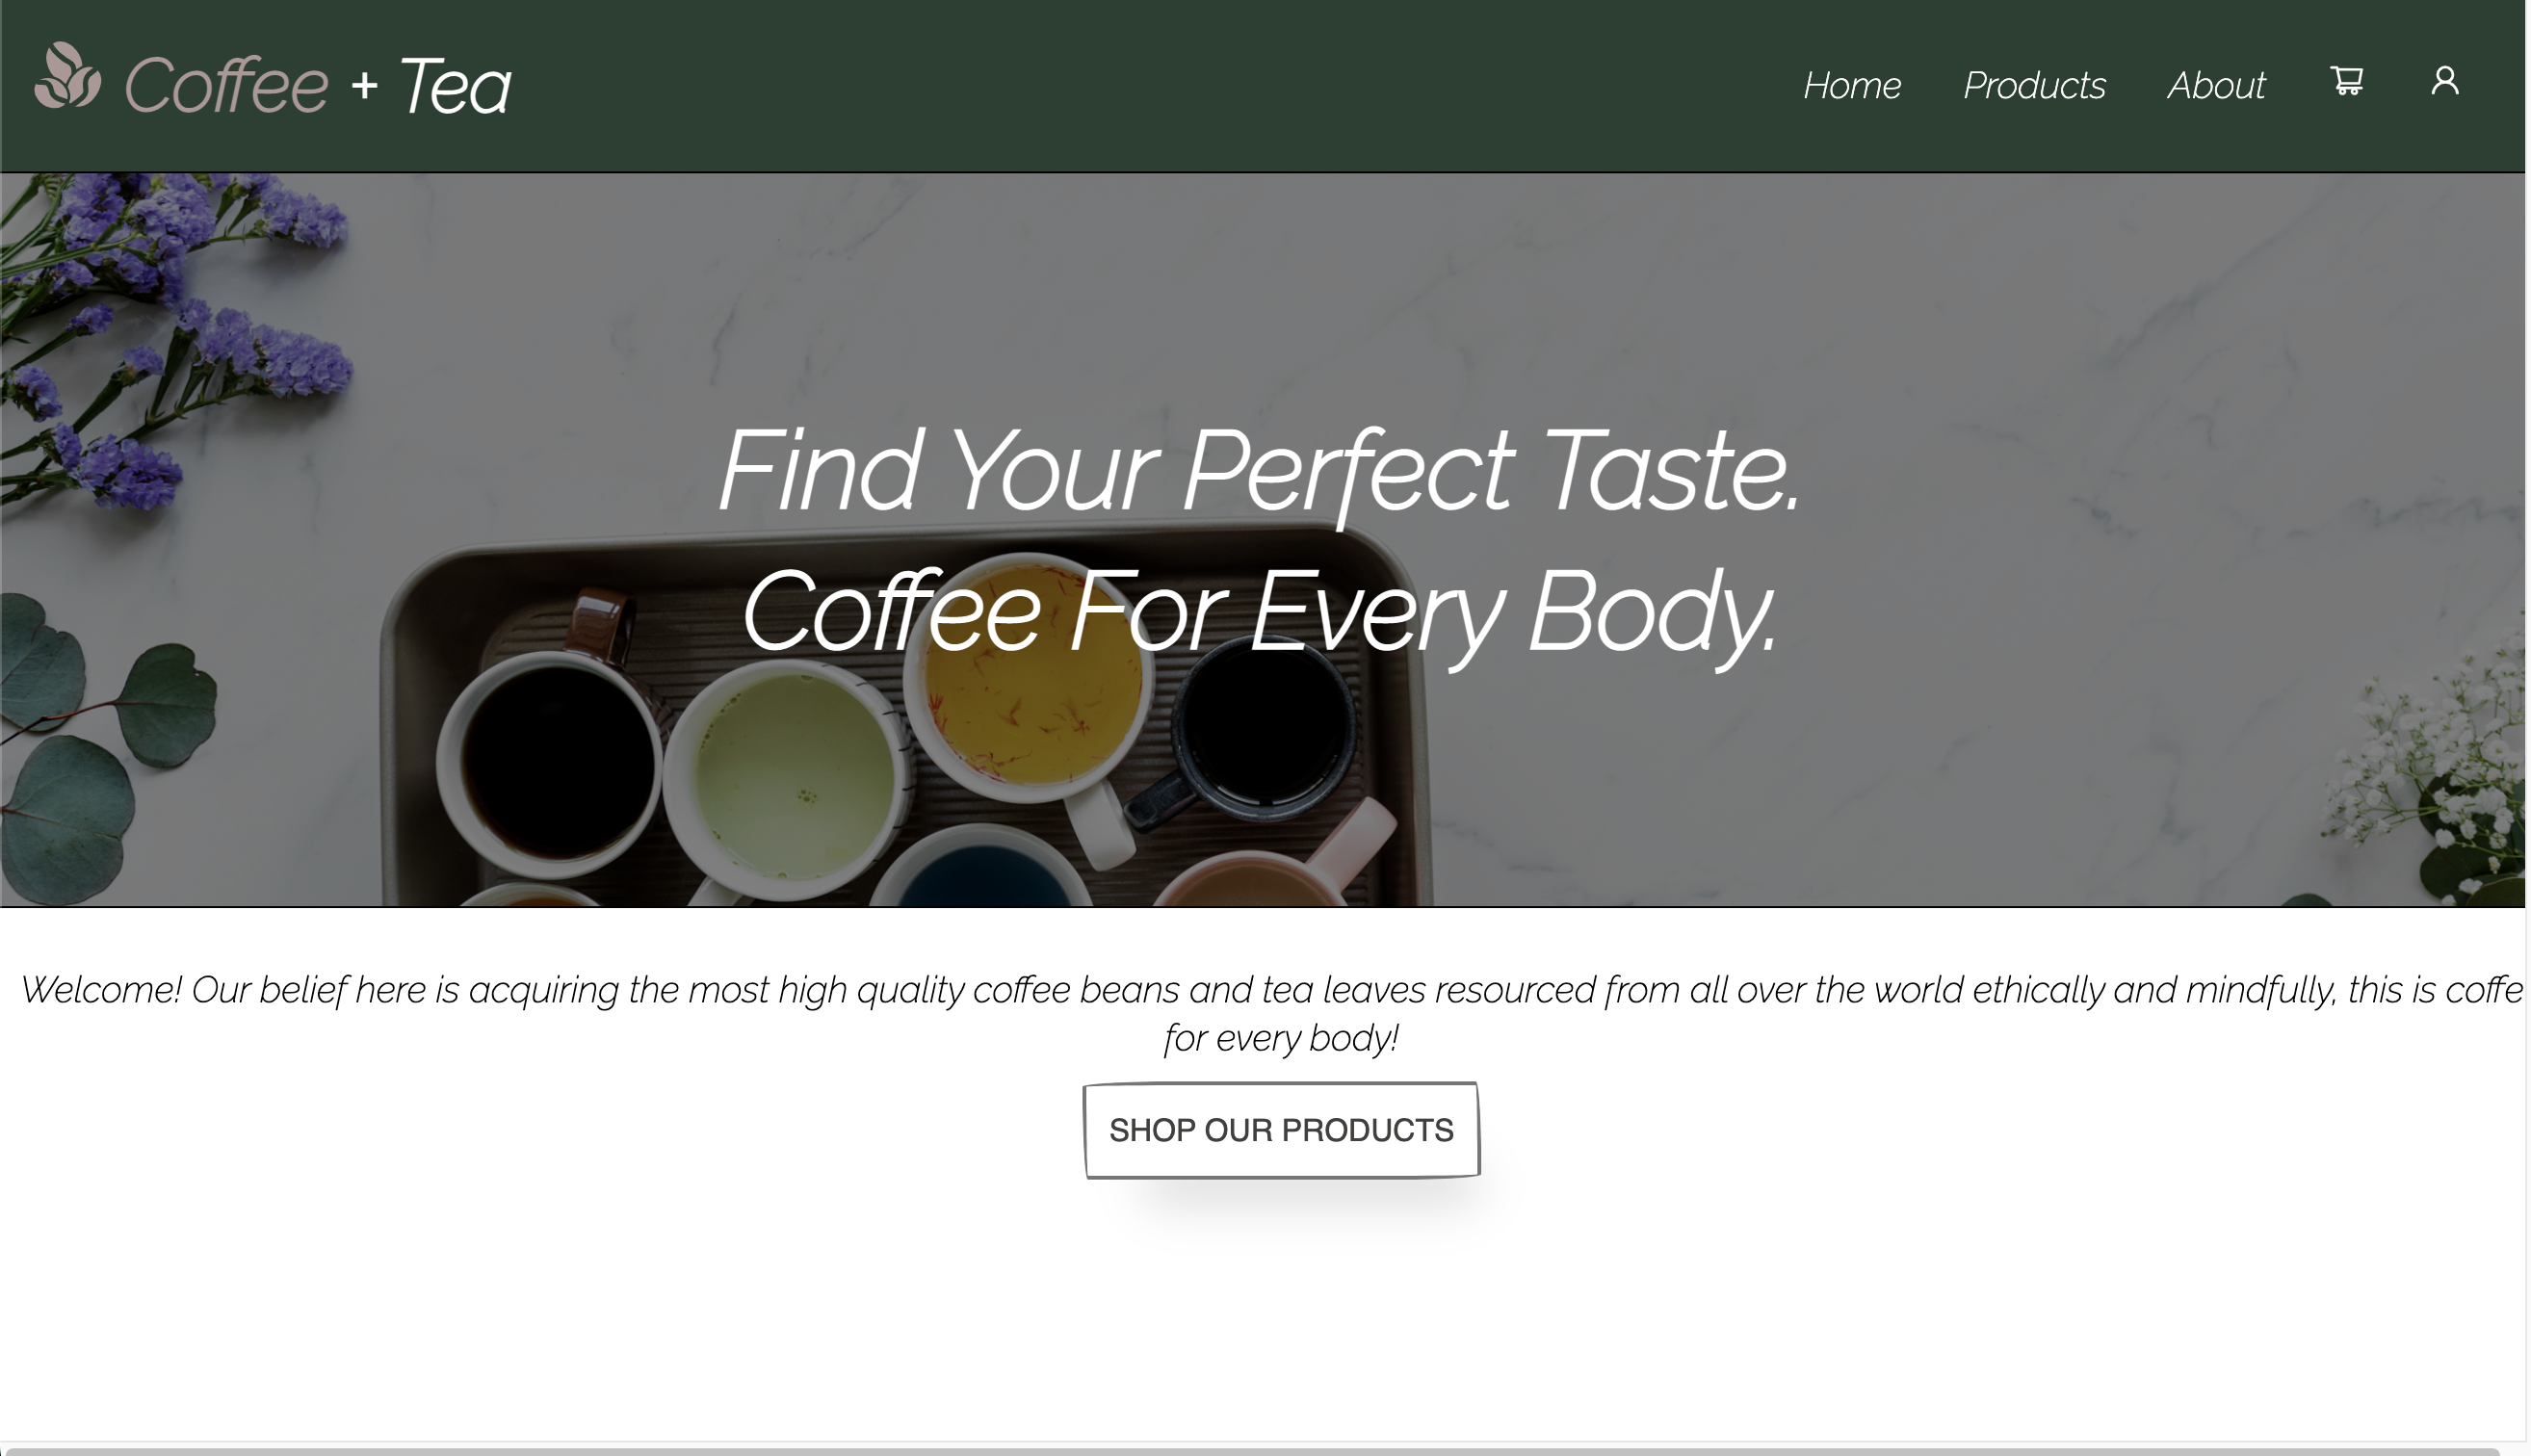 Coffee + Tea
Home Products About
Find Your Perfect Taste.
Coffee For Every Body.
Welcome! Our belief here is acquiring the most high quality coffee beans and tea leaves resourced from all over the world ethically and mindfully, this is coffe
for every body!
SHOP OUR PRODUCTS